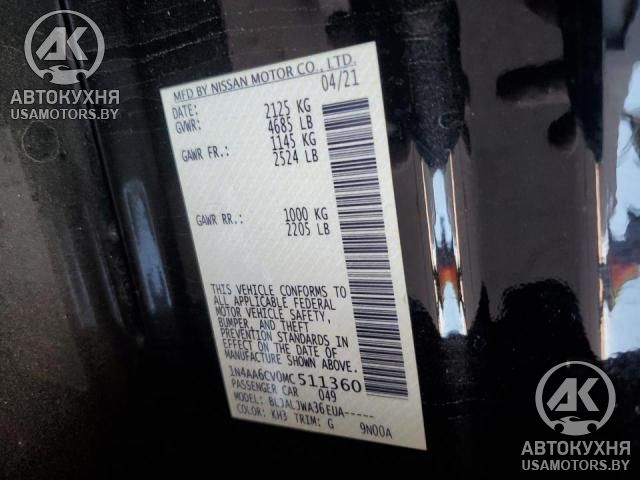 AK
АВТОКУХНЯ
USAMOTORS.BY
MFD BY NISSAN MOTOR CO., LTD.
DATE: 04/21
GVWR: 2125 KG
4685 LB
GAWR FR.: 1145 KG
2524 LB
GAWR RR.: 1000 KG
2205 LB
THIS VEHICLE CONFORMS TO
ALL APPLICABLE FEDERAL
MOTOR VEHICLE SAFETY,
BUMPER, AND THEFT
PREVENTION STANDARDS IN
EFFECT ON THE DATE OF
MANUFACTURE SHOWN ABOVE.
1N4AA6CV0MC511360
PASSENGER CAR 049
MODEL: BLJALJWA36EUA-----
COLOR: KH3 TRIM: G 9N00A
AK
АВТОКУХНЯ
USAMOTORS.BY